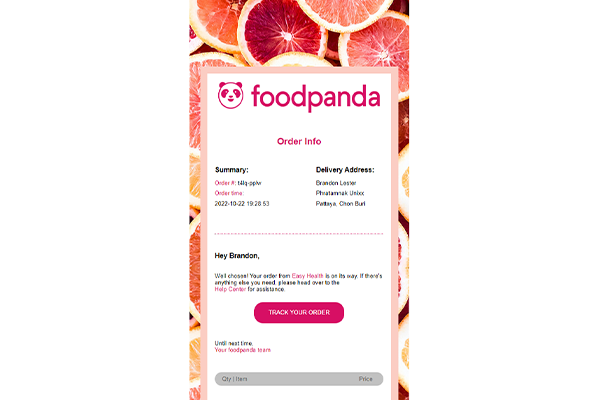 foodpanda
Order Info
Summary:
Delivery Address:
Order #: t4lq-pplw
Brandon Loster
Order time:
Phratamnak Unixx
2022-10-22 19:28:53
Pattaya, Chon Buri
Hey Brandon,
Well chosen! Your order from Easy Health is on its way. If there's
anything else you need, please head over to the
Help Center for assistance.
TRACK YOUR ORDER
Until next time,
Your foodpanda team
Qty | Item
Price